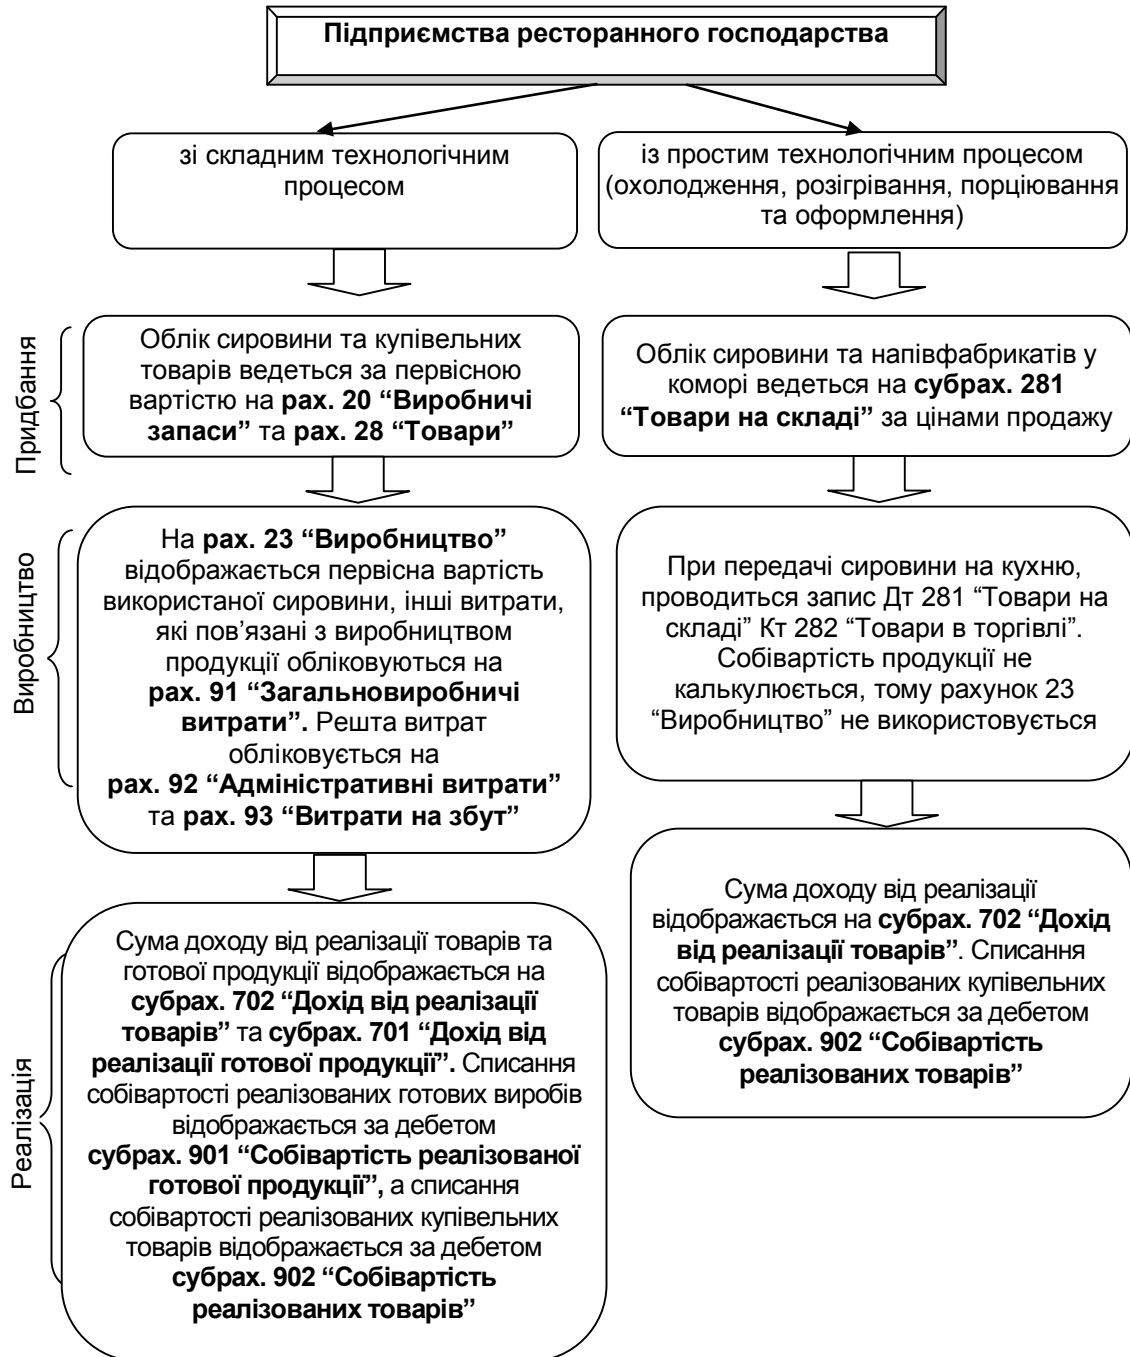 Підприємства ресторанного господарства
зі складним технологічним
процесом
із простим технологічним процесом
(охолодження, розігрівання, порціювання
та оформлення)
Придбання
Облік сировини та купівельних
товарів ведеться за первісною
вартістю на рах. 20 “Виробничі
запаси” та рах. 28 “Товари”
Облік сировини та напівфабрикатів у
коморі ведеться на субрах. 281
“Товари на складі” за цінами продажу
Виробництво
На рах. 23 “Виробництво”
відображається первісна вартість
використаної сировини, інші витрати,
які пов’язані з виробництвом
продукції обліковуються на
рах. 91 “Загальновиробничі
витрати”. Решта витрат
обліковується на
рах. 92 “Адміністративні витрати”
та рах. 93 “Витрати на збут”
При передачі сировини на кухню,
проводиться запис Дт 281 “Товари на
складі” Кт 282 “Товари в торгівлі”.
Собівартість продукції не
калькулюється, тому рахунок 23
“Виробництво” не використовується
Реалізація
Сума доходу від реалізації товарів та
готової продукції відображається на
субрах. 702 “Дохід від реалізації
товарів” та субрах. 701 “Дохід від
реалізації готової продукції”. Списання
собівартості реалізованих готових виробів
відображається за дебетом
субрах. 901 “Собівартість реалізованої
готової продукції”, а списання
собівартості реалізованих купівельних
товарів відображається за дебетом
субрах. 902 “Собівартість
реалізованих товарів”
Сума доходу від реалізації
відображається на субрах. 702 “Дохід
від реалізації товарів”. Списання
собівартості реалізованих купівельних
товарів відображається за дебетом
субрах. 902 “Собівартість
реалізованих товарів”